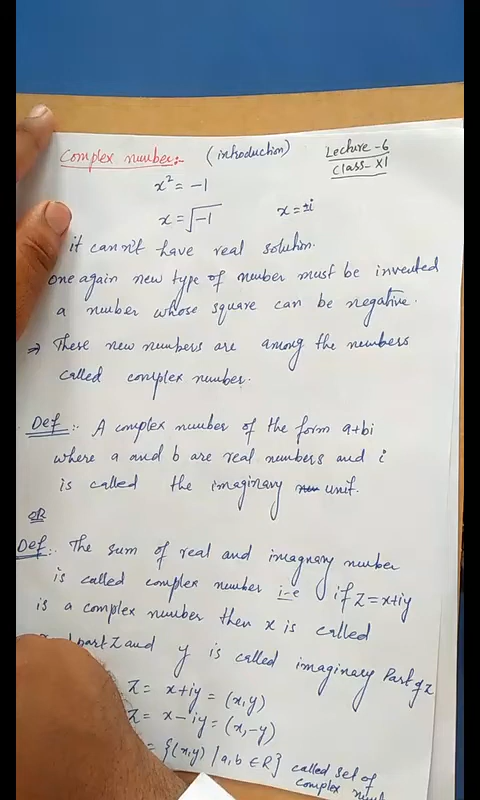 Complex number:- (introduction) Lecture-6
Class-XI
x² = -1
x = √-1 x = ±i
it can'nt have real solution.
one again new type of number must be invented
a number whose square can be negative.
⇒ These new numbers are among the numbers
called complex number.
Def:- A complex number of the form a+bi
where a and b are real numbers and i
is called the imaginary unit.
OR
Def:- The sum of real and imagnary number
is called complex number i-e if Z = x+iy
is a complex number then x is called
part Z and y is called imaginary Part of Z
Z = x+iy = (x,y)
Z = x-iy = (x,-y)
= {(x,y) / a,b ∈ R} called set of
complex